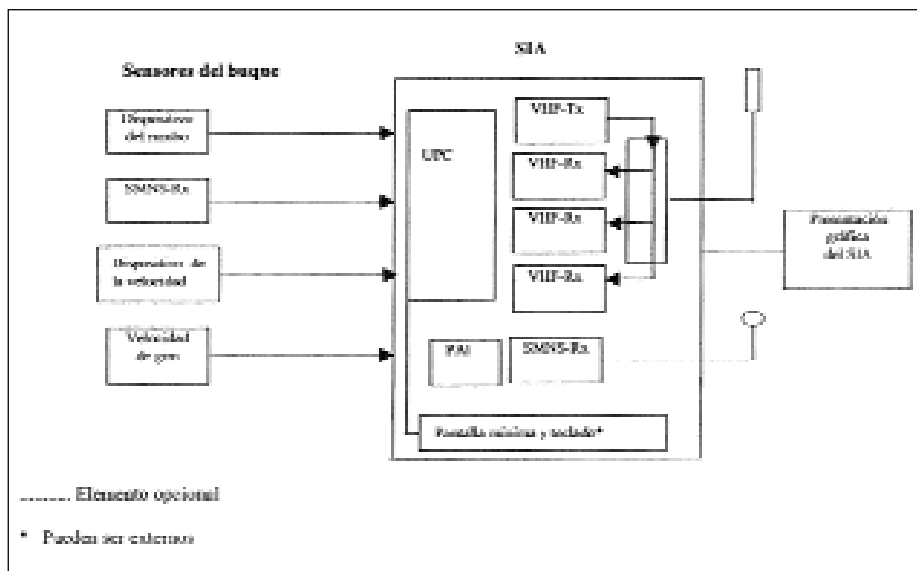 SIA
Sensores del buque
Dispositivo
del rumbo
SMNS-Rx
Dispositivo de
la velocidad
Velocidad
de giro
UPC
VHF-Tx
VHF-Rx
VHF-Rx
VHF-Rx
SMNS-Rx
Pantalla mínima y teclado*
Presentación
gráfica
del SIA
Elemento opcional
* Pueden ser externos